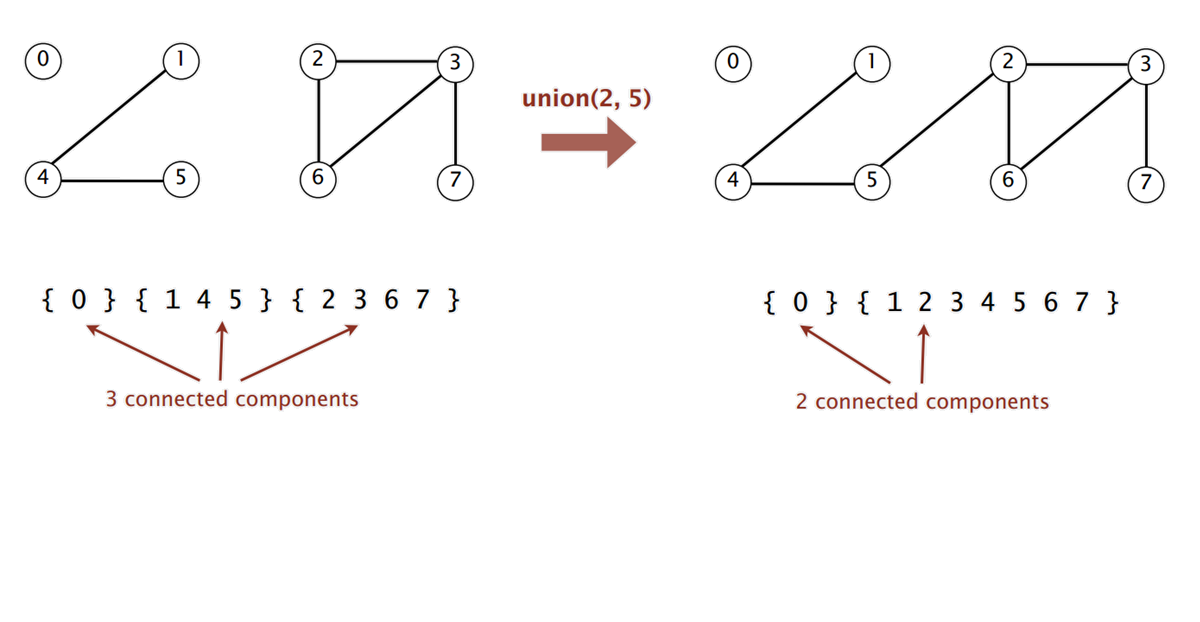 0 1 2 3
4 5 6 7
union(2, 5)
0 1 2 3
4 5 6 7
{ 0 } { 1 4 5 } { 2 3 6 7 }
3 connected components
{ 0 } { 1 2 3 4 5 6 7 }
2 connected components